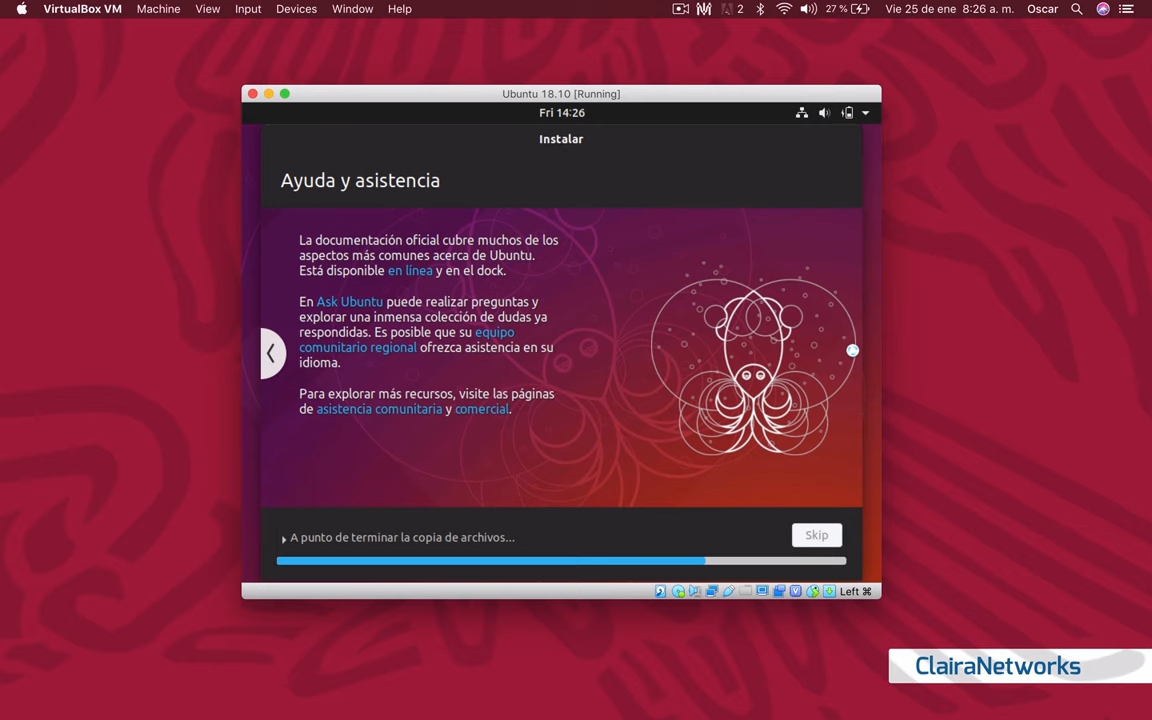 VirtualBox VM Machine View Input Devices Window Help 2 27 % Vie 25 de ene 8:26 a. m. Oscar
Ubuntu 18.10 [Running]
Fri 14:26
Instalar
Ayuda y asistencia
La documentación oficial cubre muchos de los
aspectos más comunes acerca de Ubuntu.
Está disponible en línea y en el dock.
En Ask Ubuntu puede realizar preguntas y
explorar una inmensa colección de dudas ya
respondidas. Es posible que su equipo
comunitario regional ofrezca asistencia en su
idioma.
Para explorar más recursos, visite las páginas
de asistencia comunitaria y comercial.
A punto de terminar la copia de archivos...
Skip
Left ⌘
ClairaNetworks